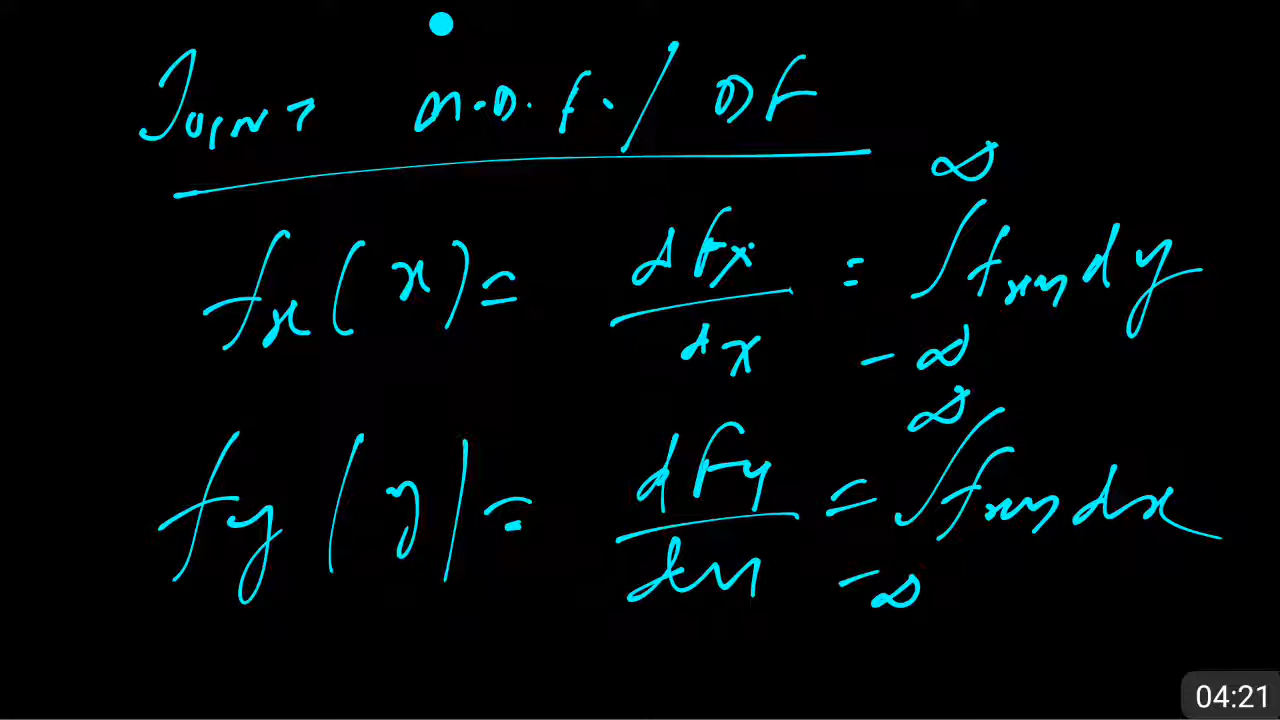 Joint M.D.F. / DF
∞
fx(x) = dFx/dx = ∫fxy dy
-∞
∞
fy(y) = dFy/dy = ∫fxy dx
-∞
04:21